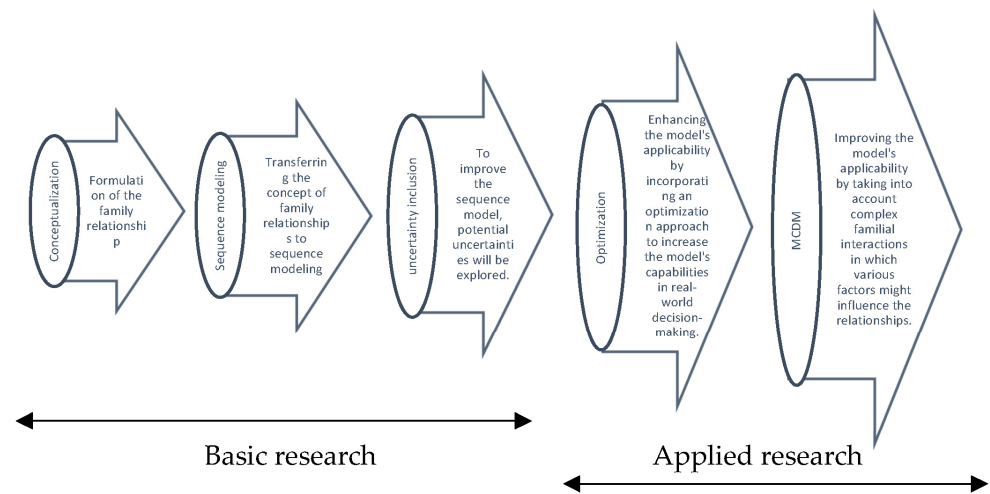 Conceptualization
Formulati
on of the
family
relationshi
p
Sequence modeling
Transferrin
g the
concept of
family
relationship
s to
sequence
modeling
uncertainty inclusion
To
improve
the
sequence
model,
potential
uncertainti
es will be
explored.
Optimization
Enhancing
the model's
applicability
by
incorporati
ng an
optimizatio
n approach
to increase
the model's
capabilities
in real-
world
decision-
making.
MCDM
Improving the
model's
applicability
by taking into
account
complex
familial
interactions
in which
various
factors might
influence the
relationships.
Basic research
Applied research